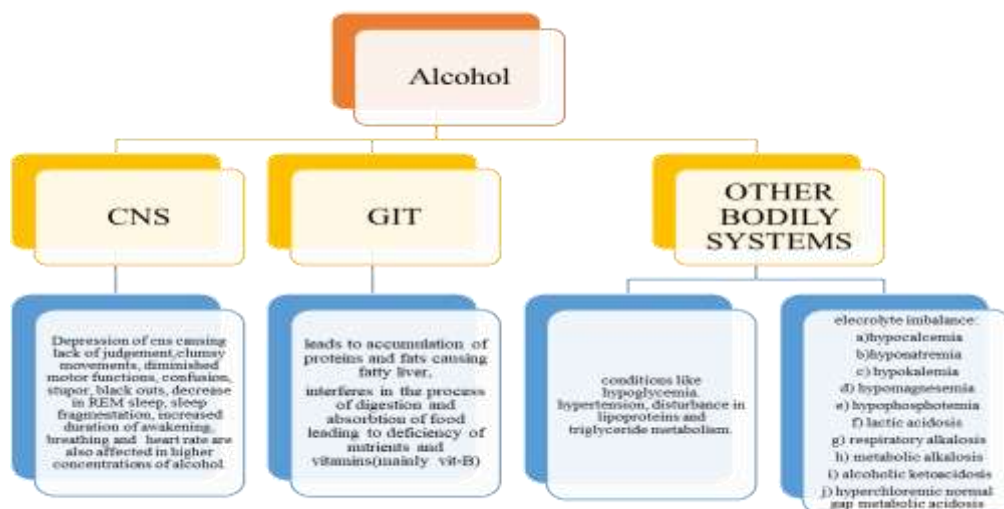 Alcohol
CNS
GIT
OTHER
BODILY
SYSTEMS
Depression of cns causing
lack of judgement,clumsy
movements, diminished
motor functions, confusion,
stupor, black outs, decrease
in REM sleep, sleep
fragmentation, increased
duration of awakening,
breathing and heart rate are
also affected in higher
concentrations of alcohol
leads to accumulation of
proteins and fats causing
fatty liver.
interferes in the process of
digestion and
absorbtion of food
leading to deficiency of
nutrients and
vitamins(mainly vit-B)
conditions like
hypoglycemia.
hypertension, disturbance in
lipoproteins and
triglyceride metabolism.
elecrolyte imbalance:
a)hypocalcemia
b)hyponatremia
c) hypokalemia
d) hypomagnesemia
e) hypophosphotemia
f) lactic acidosis
g) respiratory alkalosis
h) metabolic alkalosis
i) alcoholic ketoacidosis
j) hyperchloremic normal
gap metabolic acidosis